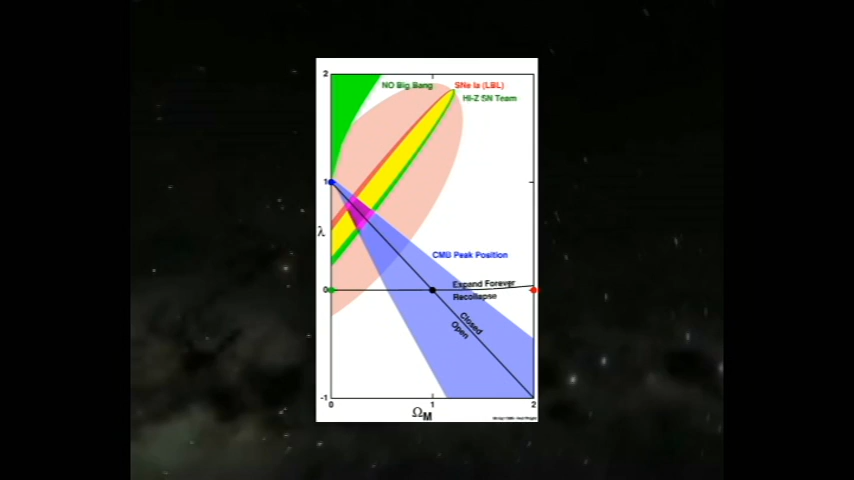 2
NO Big Bang
SNe Ia (LBL)
Hi-Z SN Team
1
λ
CMB Peak Position
0
Expand Forever
Recollapse
Closed
Open
-1
0
1
2
ΩM